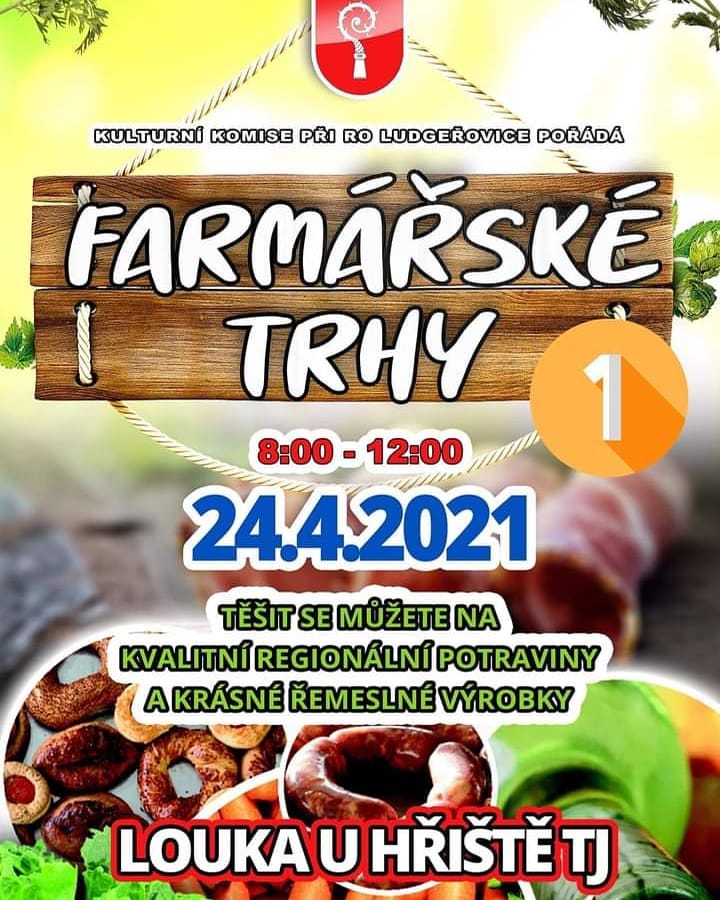 KULTURNÍ KOMISE PŘI RO LUDGEŘOVICE POŘÁDÁ
FARMÁŘSKÉ
TRHY
1
8:00 - 12:00
24.4.2021
TĚŠIT SE MŮŽETE NA
KVALITNÍ REGIONÁLNÍ POTRAVINY
A KRÁSNÉ ŘEMESLNÉ VÝROBKY
LOUKA U HŘIŠTĚ TJ